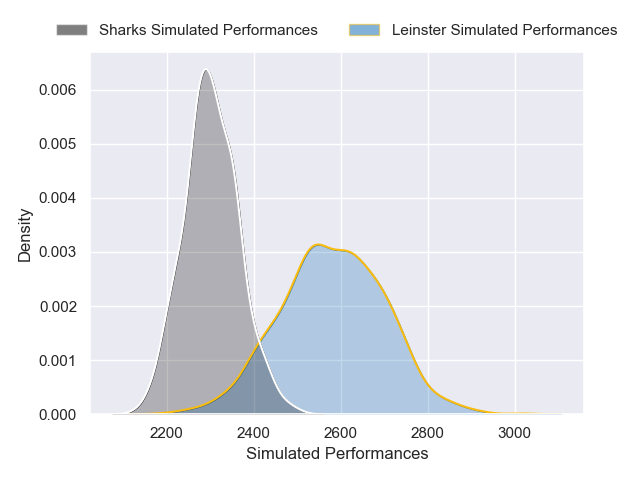 Sharks Simulated Performances
Leinster Simulated Performances
0.006
0.005
0.004
0.003
0.002
0.001
0.000
Density
2200 2400 2600 2800 3000
Simulated Performances